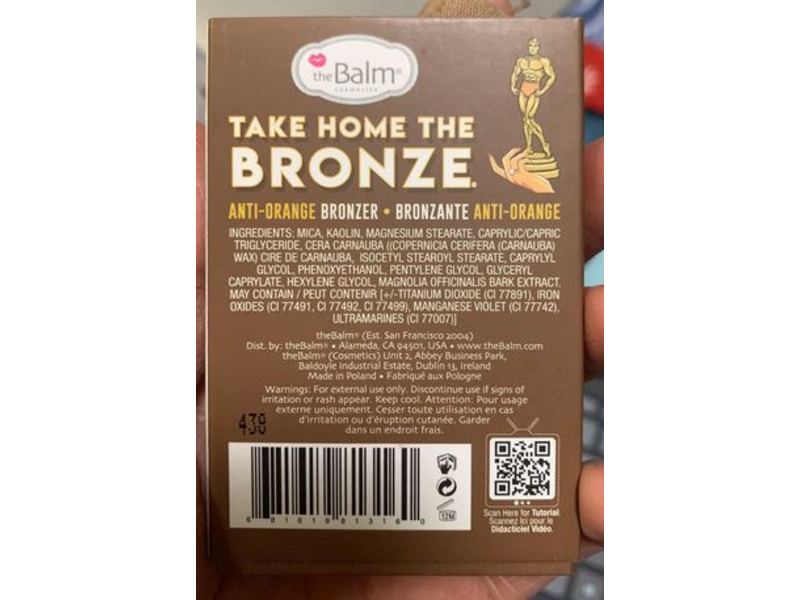 theBalm®
cosmetics
TAKE HOME THE
BRONZE.
ANTI-ORANGE BRONZER • BRONZANTE ANTI-ORANGE
INGREDIENTS: MICA, KAOLIN, MAGNESIUM STEARATE, CAPRYLIC/CAPRIC
TRIGLYCERIDE, CERA CARNAUBA ((COPERNICIA CERIFERA (CARNAUBA)
WAX) CIRE DE CARNAUBA, ISOCETYL STEAROYL STEARATE, CAPRYLYL
GLYCOL, PHENOXYETHANOL, PENTYLENE GLYCOL, GLYCERYL
CAPRYLATE, HEXYLENE GLYCOL, MAGNOLIA OFFICINALIS BARK EXTRACT.
MAY CONTAIN / PEUT CONTENIR [+/-TITANIUM DIOXIDE (CI 77891), IRON
OXIDES (CI 77491, CI 77492, CI 77499), MANGANESE VIOLET (CI 77742),
ULTRAMARINES (CI 77007)]
theBalm® (Est. San Francisco 2004)
Dist. by: theBalm® • Alameda, CA 94501, USA • www.theBalm.com
theBalm® (Cosmetics) Unit 2, Abbey Business Park,
Baldoyle Industrial Estate, Dublin 13, Ireland
Made in Poland • Fabriqué aux Pologne
Warnings: For external use only. Discontinue use if signs of
irritation or rash appear. Keep cool. Attention: Pour usage
externe uniquement. Cesser toute utilisation en cas
d'irritation ou d'éruption cutanée. Garder
dans un endroit frais.
439
6 81619 81316 0
12M
Scan Here for Tutorial.
Scannez Ici pour le
Didacticiel Vidéo.